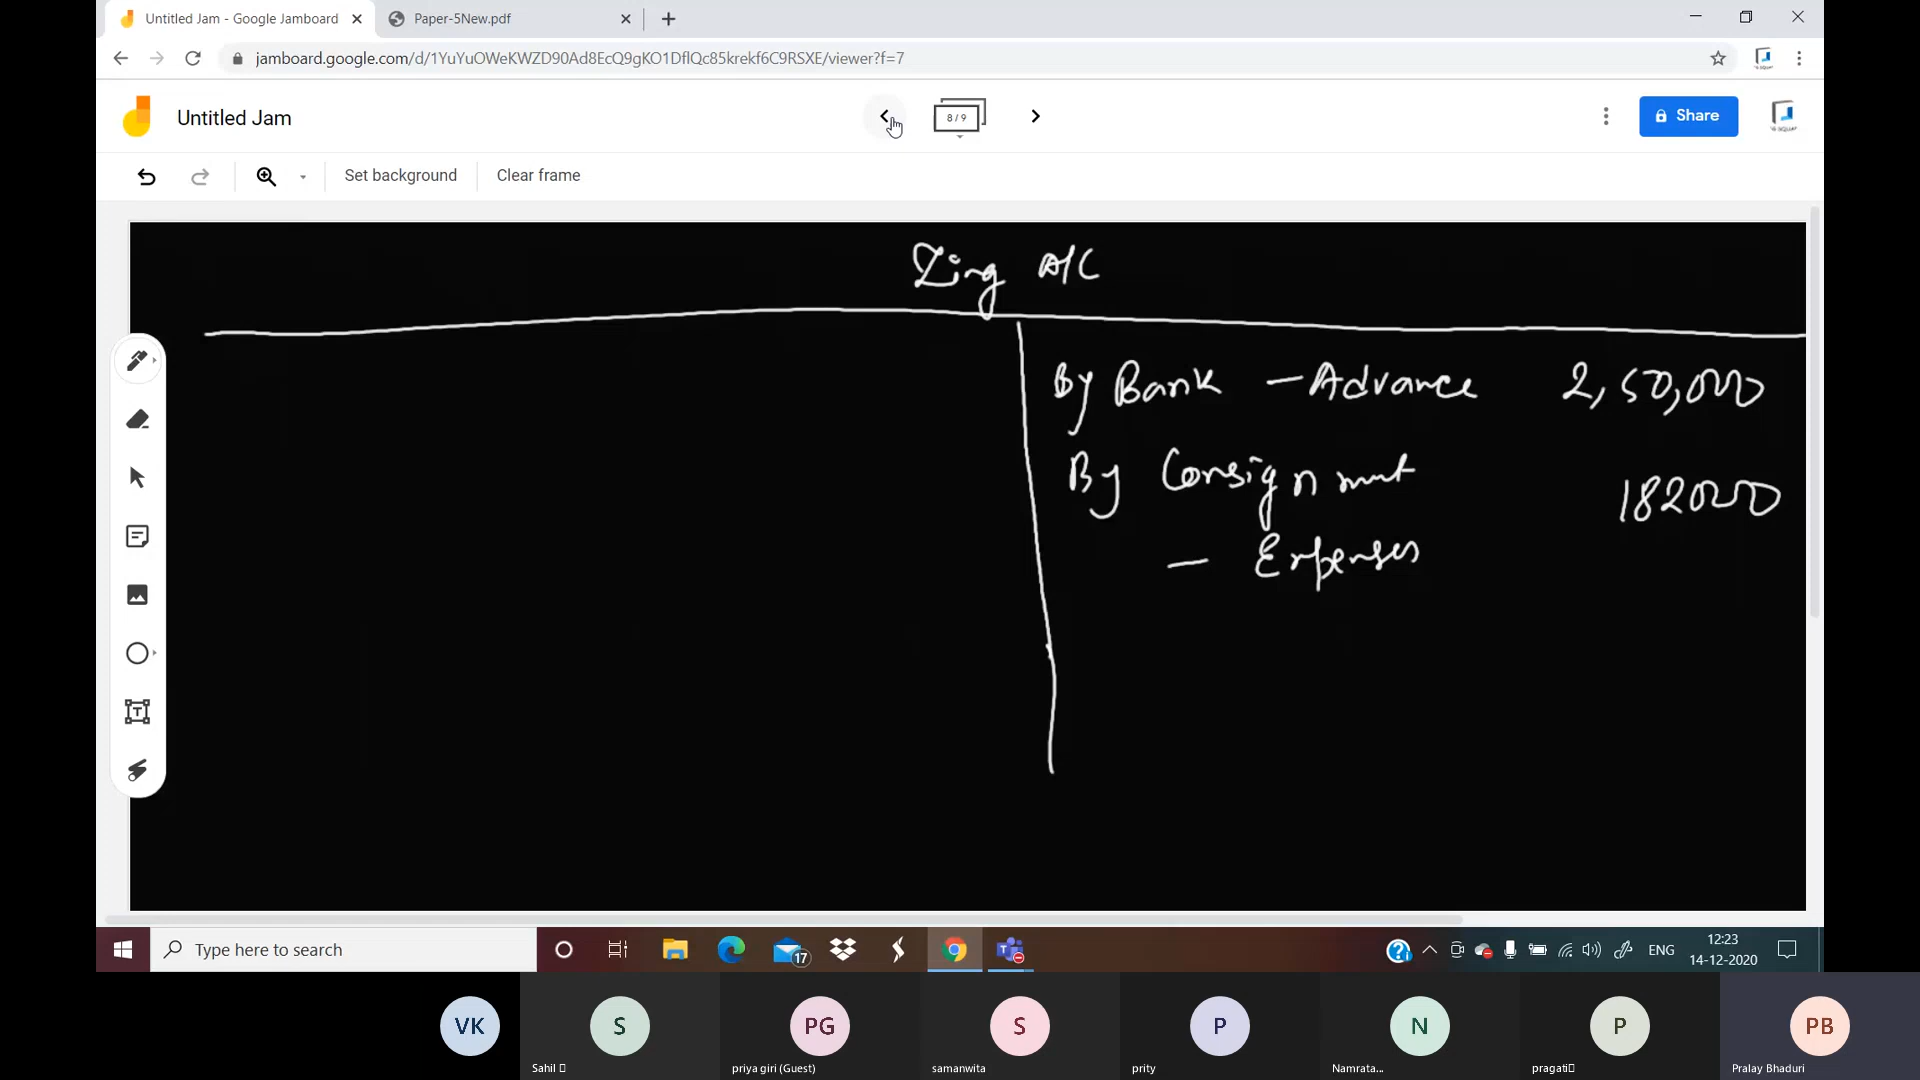 Untitled Jam - Google Jamboard
Paper-5New.pdf
jamboard.google.com/d/1YuYuOWeKWZD90Ad8EcQ9gKO1DflQc85krekf6C9RSXE/viewer?f=7
Untitled Jam
8 / 9
Share
Set background
Clear frame
Zing A/C
By Bank - Advance 2,50,000
By Consignment 182000
- Expenses
Type here to search
17
ENG
12:23
14-12-2020
VK
S
PG
S
P
N
P
PB
Sahil
priya giri (Guest)
samanwita
prity
Namrata...
pragati
Pralay Bhaduri